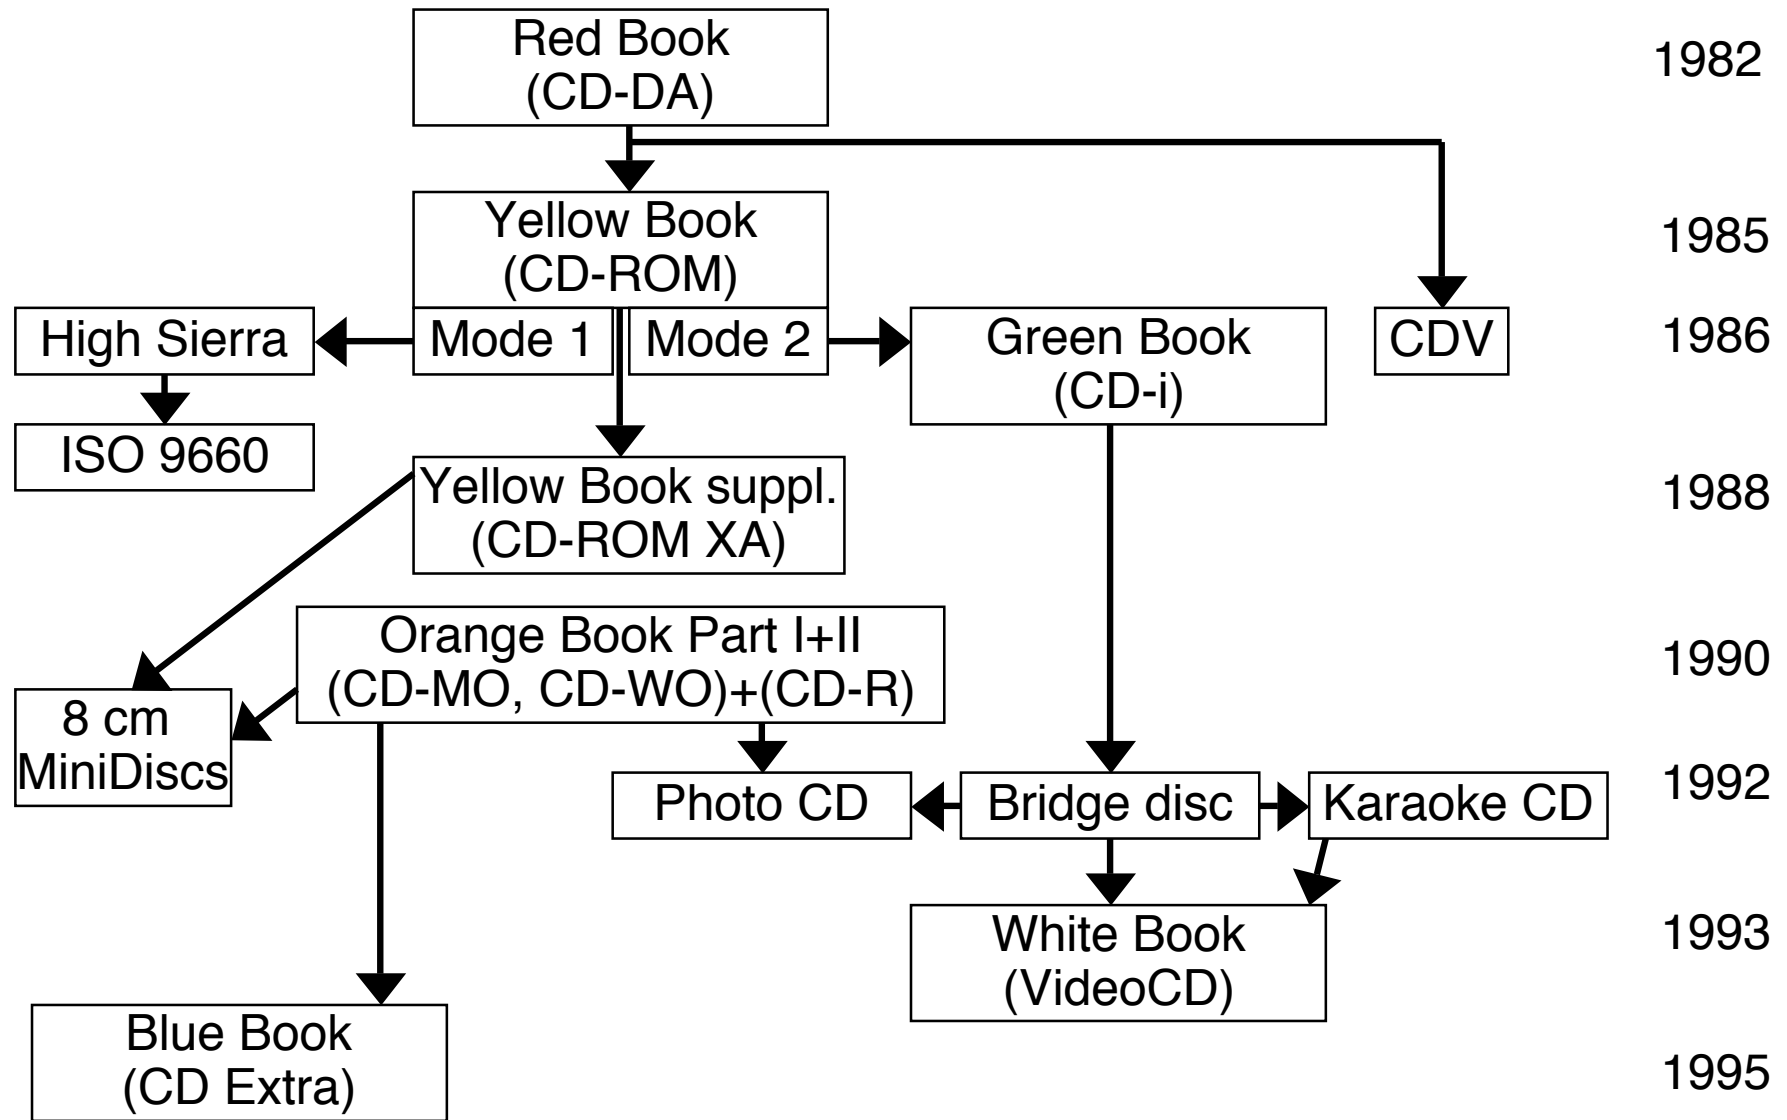 Red Book
(CD-DA)
1982
Yellow Book
(CD-ROM)
1985
High Sierra
Mode 1
Mode 2
Green Book
(CD-i)
CDV
1986
ISO 9660
Yellow Book suppl.
(CD-ROM XA)
1988
Orange Book Part I+II
(CD-MO, CD-WO)+(CD-R)
1990
8 cm
MiniDiscs
Photo CD
Bridge disc
Karaoke CD
1992
White Book
(VideoCD)
1993
Blue Book
(CD Extra)
1995